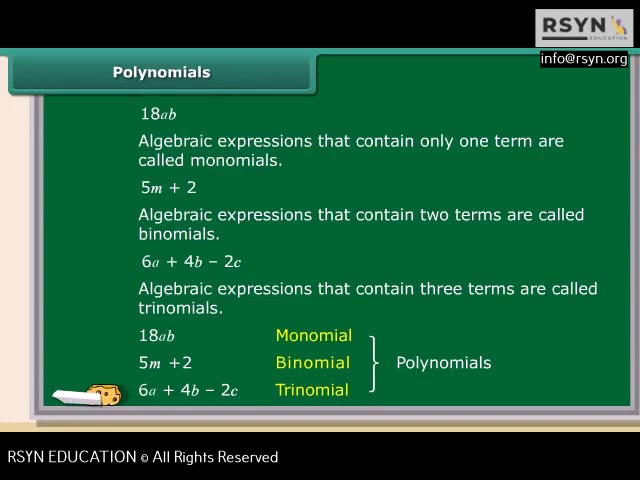 RSYN
EDUCATION
info@rsyn.org
Polynomials
18ab
Algebraic expressions that contain only one term are
called monomials.
5m + 2
Algebraic expressions that contain two terms are called
binomials.
6a + 4b – 2c
Algebraic expressions that contain three terms are called
trinomials.
18ab Monomial
5m +2 Binomial Polynomials
6a + 4b – 2c Trinomial
RSYN EDUCATION © All Rights Reserved